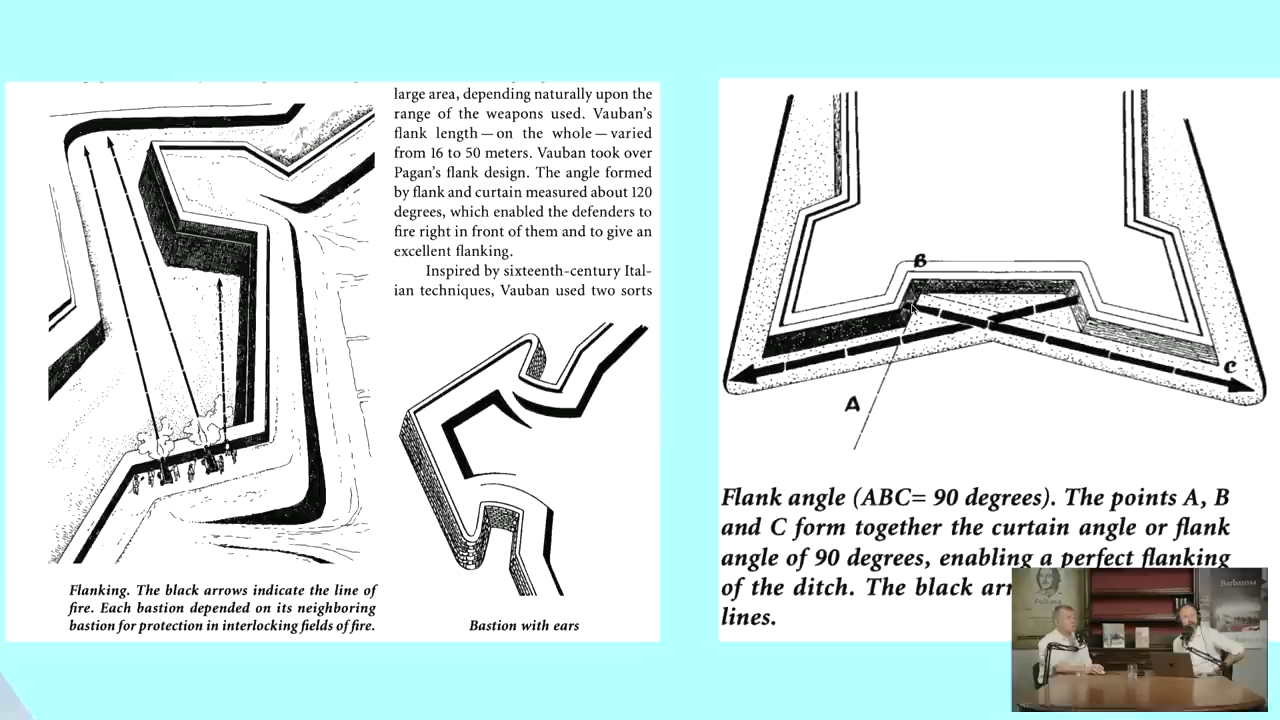 large area, depending naturally upon the
range of the weapons used. Vauban's
flank length — on the whole — varied
from 16 to 50 meters. Vauban took over
Pagan's flank design. The angle formed
by flank and curtain measured about 120
degrees, which enabled the defenders to
fire right in front of them and to give an
excellent flanking.
Inspired by sixteenth-century Ital-
ian techniques, Vauban used two sorts
Flanking. The black arrows indicate the line of
fire. Each bastion depended on its neighboring
bastion for protection in interlocking fields of fire.
Bastion with ears
B
C
A
Flank angle (ABC= 90 degrees). The points A, B
and C form together the curtain angle or flank
angle of 90 degrees, enabling a perfect flanking
of the ditch. The black arr
lines.
Barbarossa